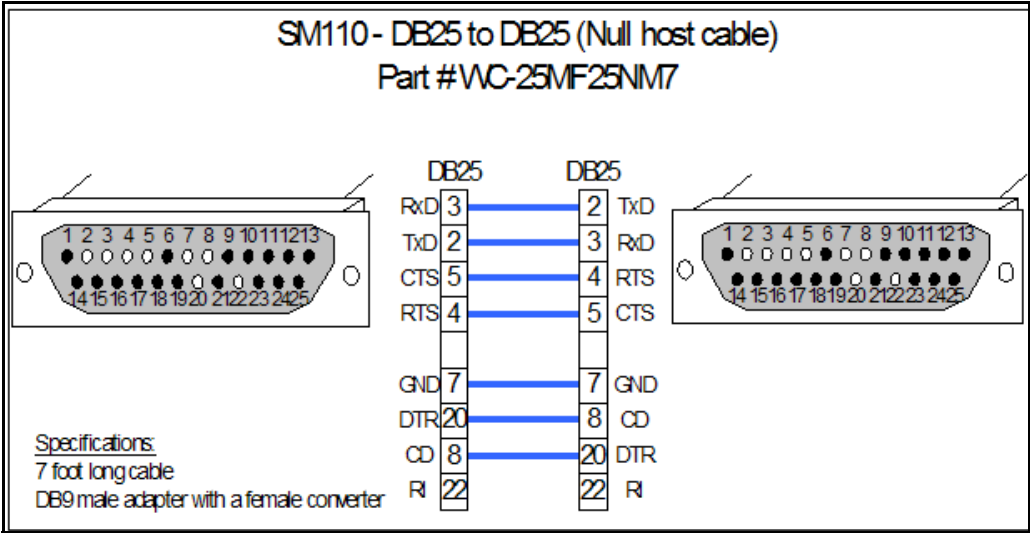 SM110 - DB25 to DB25 (Null host cable)
Part # WC-25MF25NM7
DB25 DB25
RxD 3 2 TxD
TxD 2 3 RxD
CTS 5 4 RTS
RTS 4 5 CTS
GND 7 7 GND
DTR 20 8 CD
CD 8 20 DTR
RI 22 22 RI
1 2 3 4 5 6 7 8 9 10 11 12 13
14 15 16 17 18 19 20 21 22 23 24 25
1 2 3 4 5 6 7 8 9 10 11 12 13
14 15 16 17 18 19 20 21 22 23 24 25
Specifications:
7 foot long cable
DB9 male adapter with a female converter